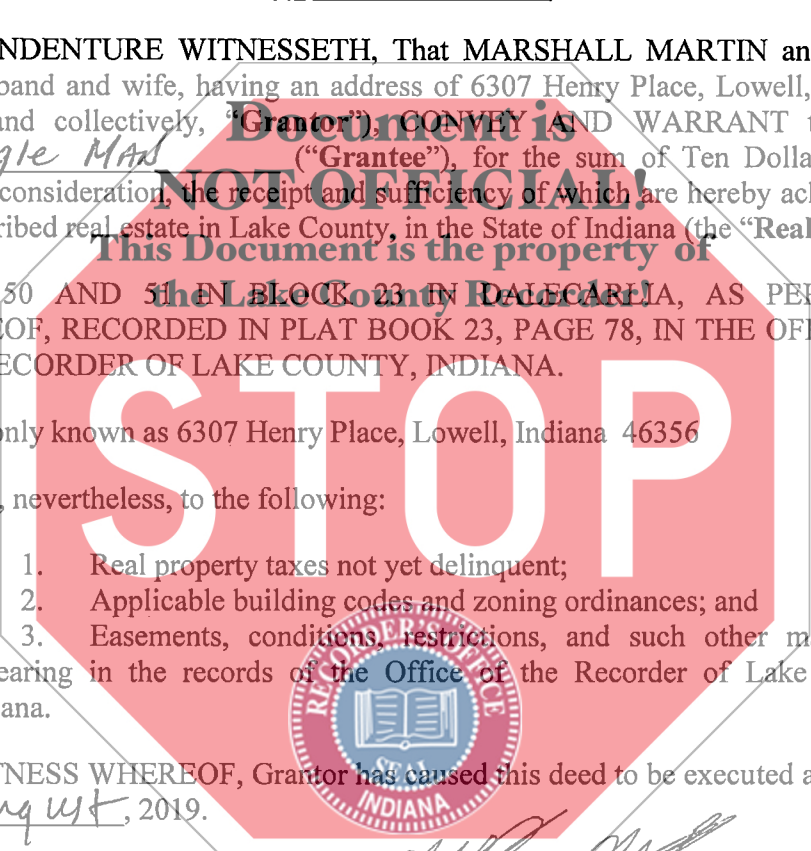 NDENTURE WITNESSETH, That MARSHALL MARTIN an
band and wife, having an address of 6307 Henry Place, Lowell,
and collectively, “Grantor”), CONVEY AND WARRANT
Document is
gle MAN (“Grantee”), for the sum of Ten Dolla
consideration, the receipt and sufficiency of which are hereby ac
NOT OFFICIAL!
ribed real estate in Lake County, in the State of Indiana (the “Real
This Document is the property of
the Lake County Recorder!
50 AND 51 IN BLOCK 23 IN DALECARLIA, AS PE
OF, RECORDED IN PLAT BOOK 23, PAGE 78, IN THE OF
ECORDER OF LAKE COUNTY, INDIANA.
STOP
only known as 6307 Henry Place, Lowell, Indiana 46356
, nevertheless, to the following:
1. Real property taxes not yet delinquent;
2. Applicable building codes and zoning ordinances; and
3. Easements, conditions, restrictions, and such other m
earing in the records of the Office of the Recorder of Lake
iana.
RECORDER'S OFFICE
SEAL
INDIANA
TNESS WHEREOF, Grantor has caused this deed to be executed a
ugust, 2019.